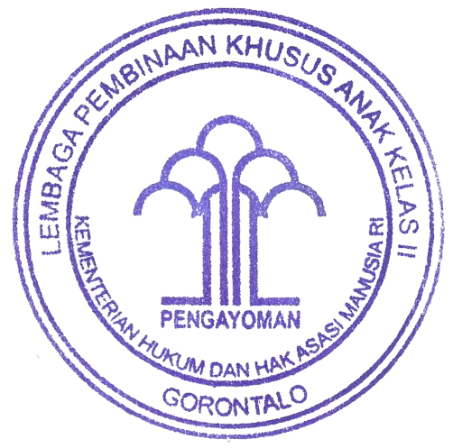 LEMBAGA PEMBINAAN KHUSUS ANAK KELAS II
PENGAYOMAN
KEMENTERIAN HUKUM DAN HAK ASASI MANUSIA RI
GORONTALO